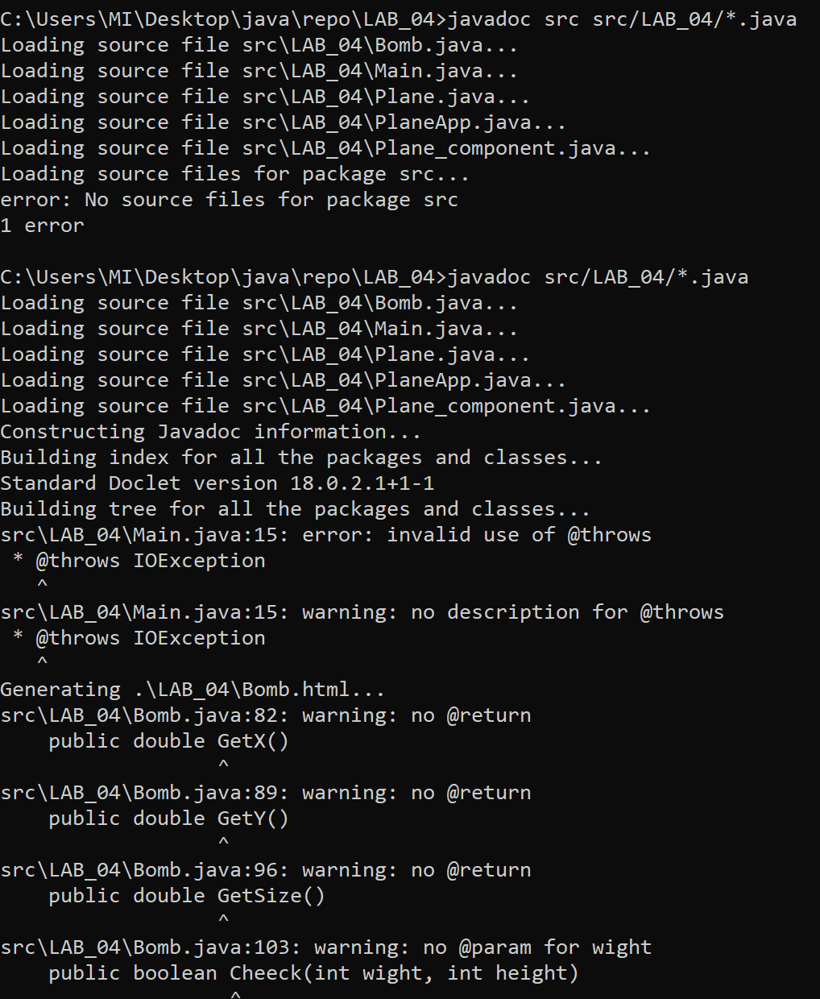 C:\Users\MI\Desktop\java\repo\LAB_04>javadoc src src/LAB_04/*.java
Loading source file src\LAB_04\Bomb.java...
Loading source file src\LAB_04\Main.java...
Loading source file src\LAB_04\Plane.java...
Loading source file src\LAB_04\PlaneApp.java...
Loading source file src\LAB_04\Plane_component.java...
Loading source files for package src...
error: No source files for package src
1 error

C:\Users\MI\Desktop\java\repo\LAB_04>javadoc src/LAB_04/*.java
Loading source file src\LAB_04\Bomb.java...
Loading source file src\LAB_04\Main.java...
Loading source file src\LAB_04\Plane.java...
Loading source file src\LAB_04\PlaneApp.java...
Loading source file src\LAB_04\Plane_component.java...
Constructing Javadoc information...
Building index for all the packages and classes...
Standard Doclet version 18.0.2.1+1-1
Building tree for all the packages and classes...
src\LAB_04\Main.java:15: error: invalid use of @throws
 * @throws IOException
   ^
src\LAB_04\Main.java:15: warning: no description for @throws
 * @throws IOException
   ^
Generating .\LAB_04\Bomb.html...
src\LAB_04\Bomb.java:82: warning: no @return
    public double GetX()
                  ^
src\LAB_04\Bomb.java:89: warning: no @return
    public double GetY()
                  ^
src\LAB_04\Bomb.java:96: warning: no @return
    public double GetSize()
                  ^
src\LAB_04\Bomb.java:103: warning: no @param for wight
    public boolean Cheeck(int wight, int height)
                   ^